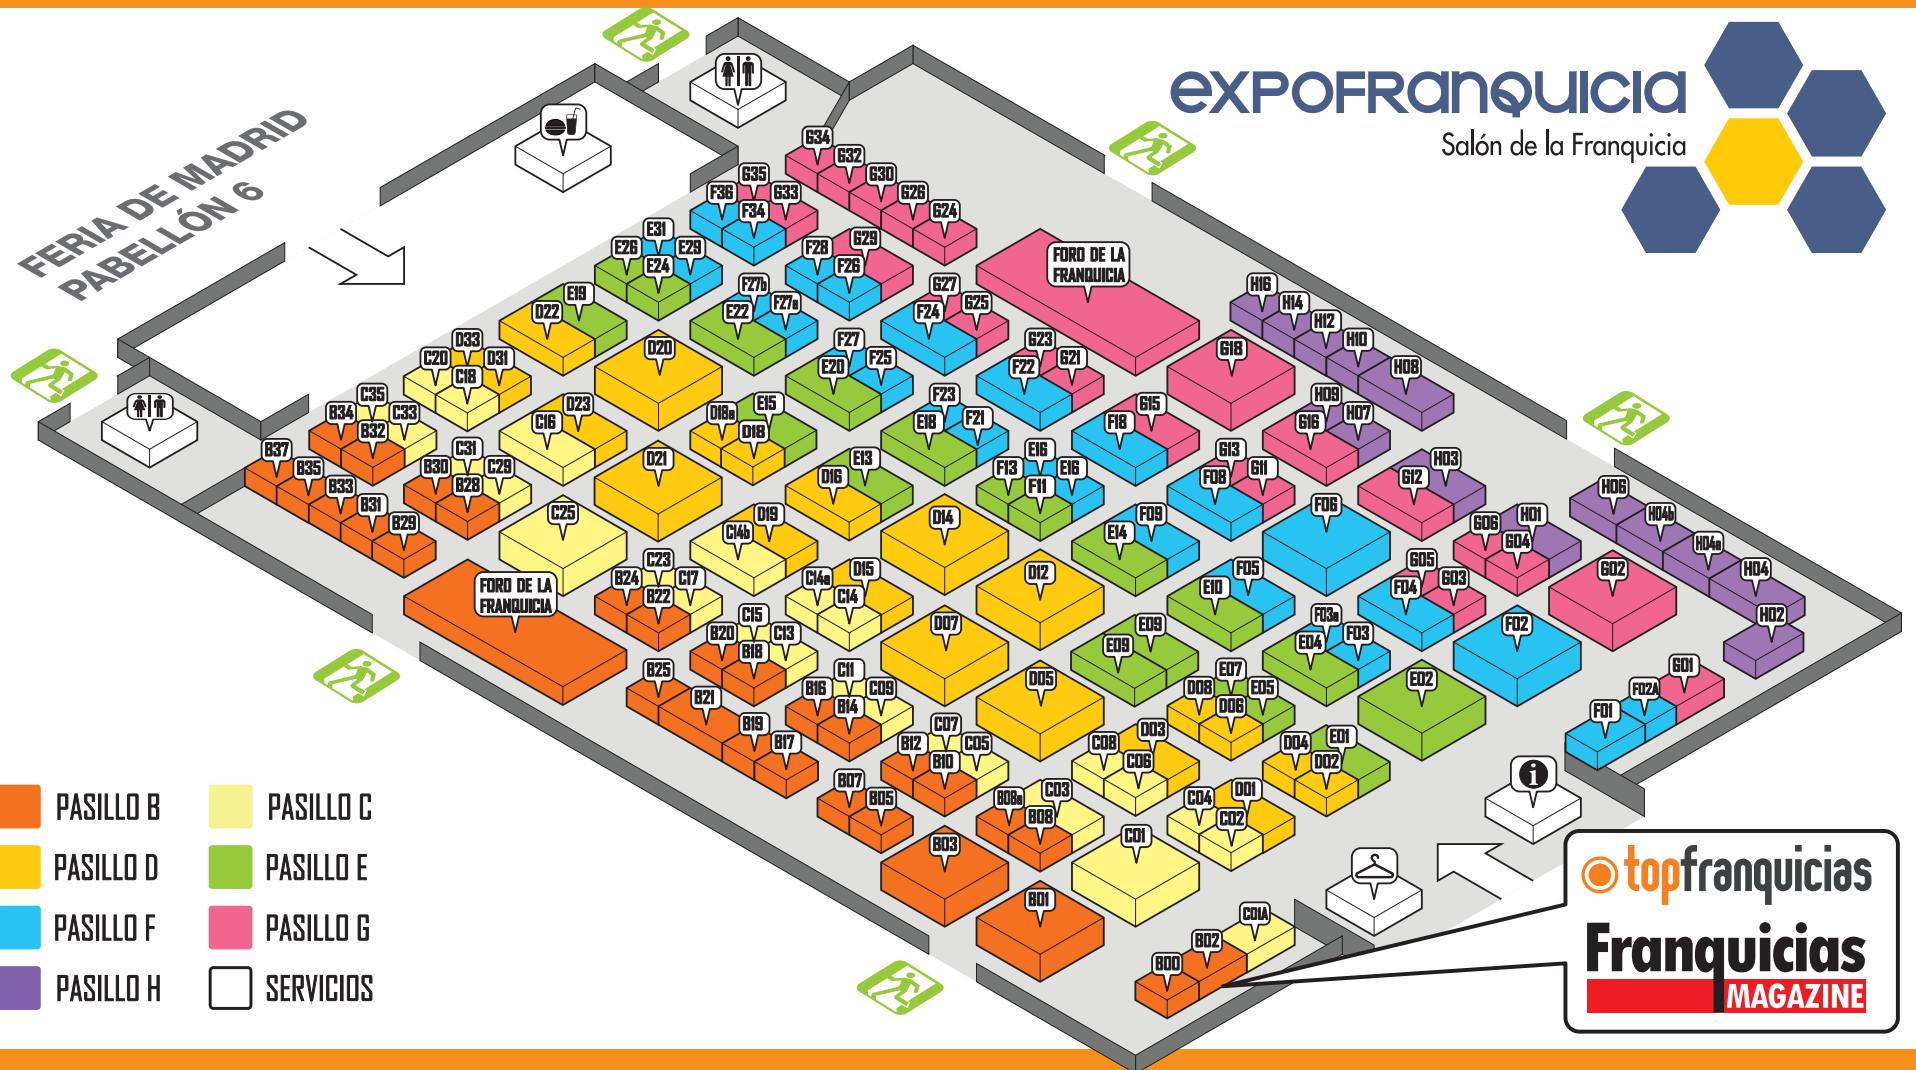 FERIA DE MADRID
PABELLÓN 6
eXPOFRanQUICIa
Salón de la Franquicia
G34
G32
G30
G26
G24
G35
F36
G33
F34
E31
E26
E29
E24
F28
G29
F26
FORO DE LA
FRANQUICIA
E19
D22
F27b
F27a
E22
G27
G25
F24
H16
H14
H12
H10
H08
D33
C20
D31
C18
D20
F27
F25
E20
G23
G21
F22
G18
C35
B34
C33
B32
D23
C16
D18a
E15
D18
F23
F21
E18
G15
F18
H09
H07
G16
B37
B35
B33
B31
B29
C31
B30
C29
B28
D21
E13
D16
E16
F13
E16
F11
G13
G11
F08
H03
G12
H06
H04b
H04a
H04
H02
C25
D19
C14b
D14
F09
E14
F06
G06
H01
G04
FORO DE LA
FRANQUICIA
C23
B24
C17
B22
D15
C14a
C14
D12
F05
E10
G05
G03
F04
G02
C15
B20
C13
B18
D07
E09
E09
F03a
F03
E04
F02
B25
B21
B19
B17
C11
B16
C09
B14
D05
E07
D08
E05
D06
E02
G01
F02A
F01
C07
B12
C05
B10
D03
C08
C06
E01
D04
D02
B07
B05
C03
B08a
B08
D01
C04
C02
B03
C01
B01
C01A
B02
B00
i
PASILLO B
PASILLO C
PASILLO D
PASILLO E
PASILLO F
PASILLO G
PASILLO H
SERVICIOS
topfranquicias
Franquicias
MAGAZINE